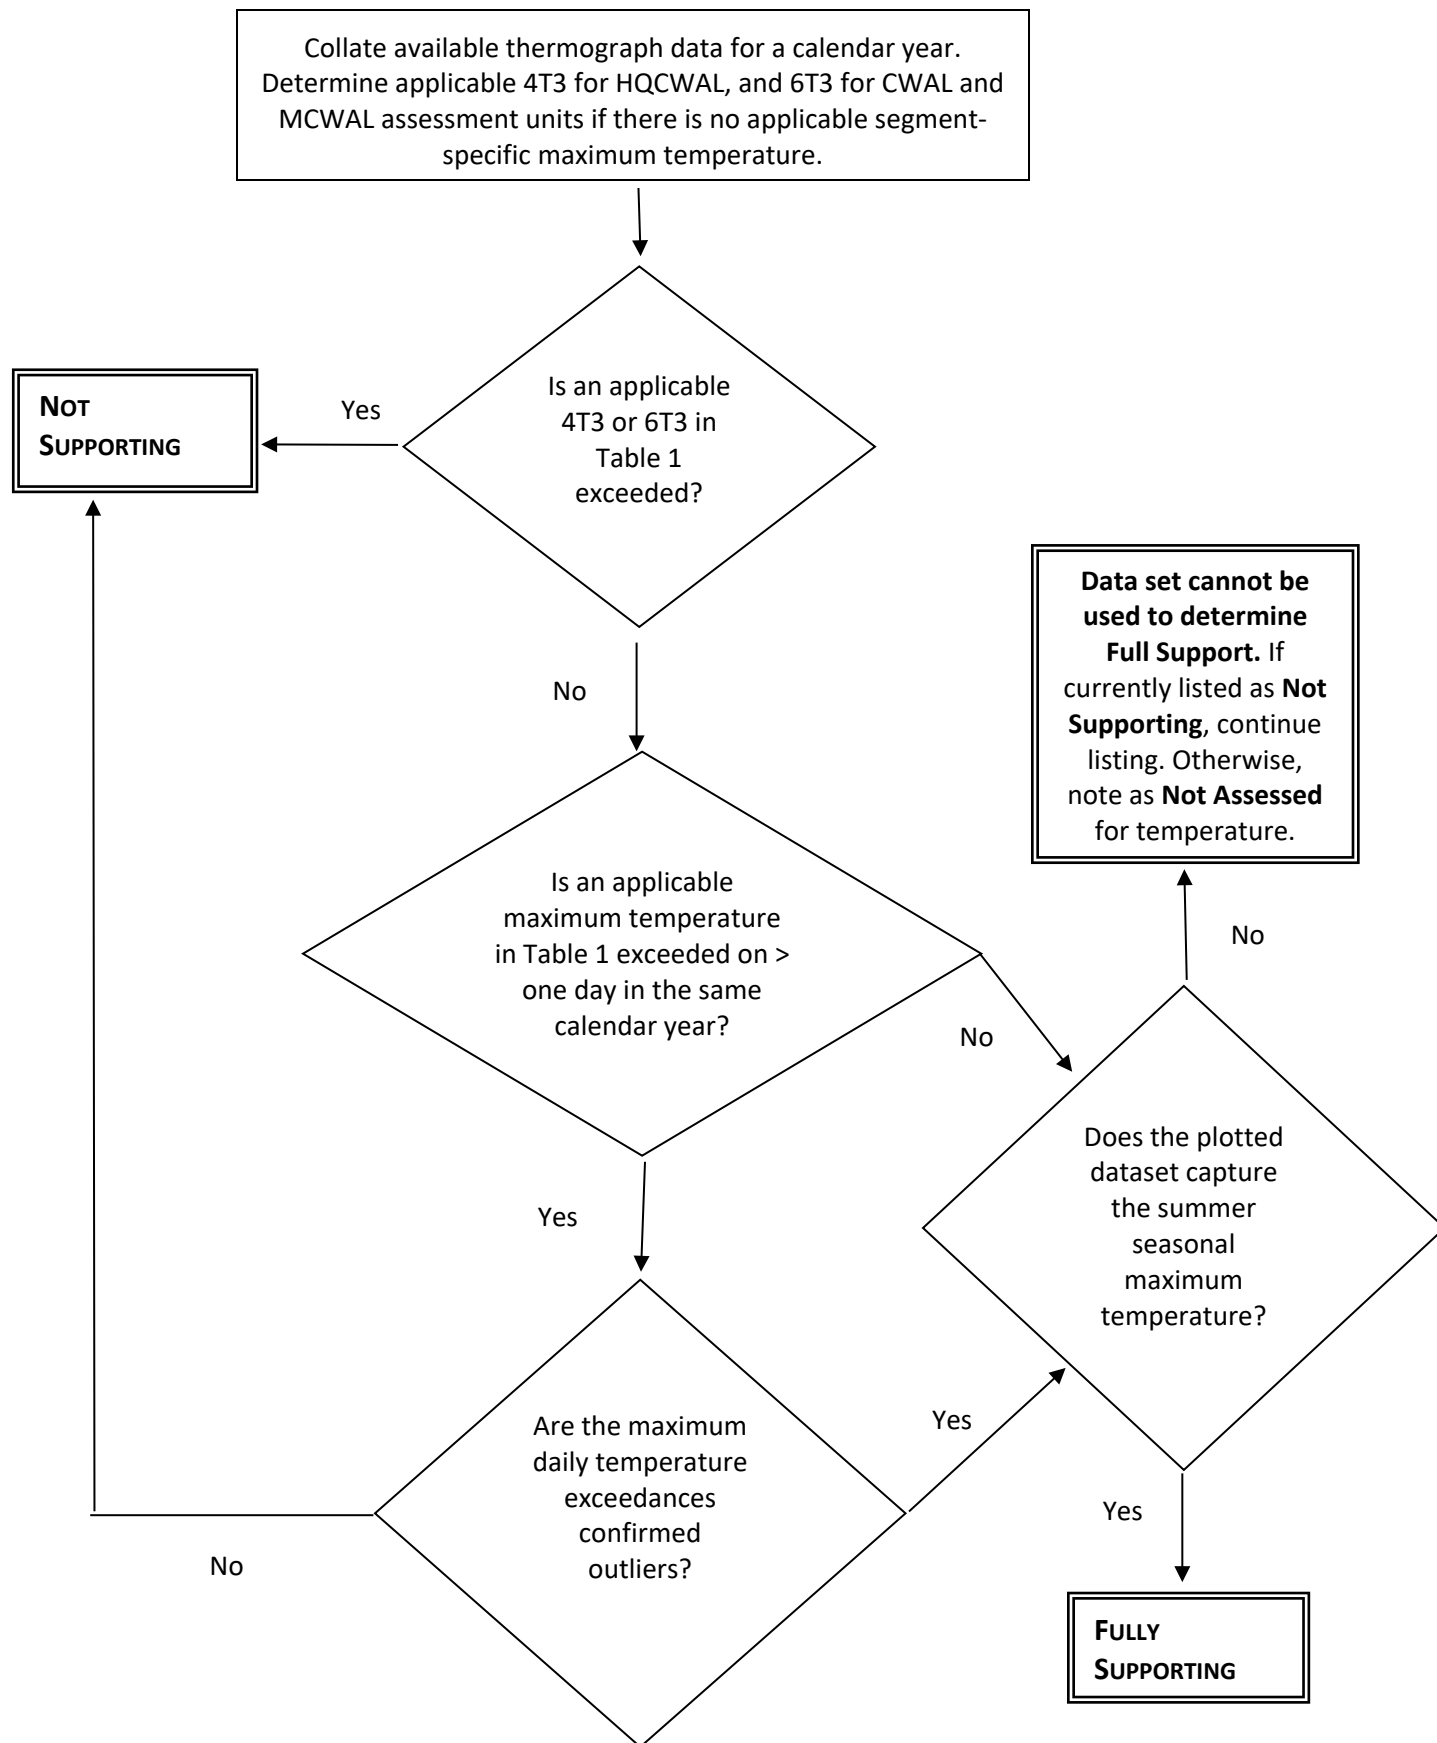 Collate available thermograph data for a calendar year.
Determine applicable 4T3 for HQCWAL, and 6T3 for CWAL and
MCWAL assessment units if there is no applicable segment-
specific maximum temperature.
Is an applicable
4T3 or 6T3 in
Table 1
exceeded?
Yes
NOT
SUPPORTING
No
Data set cannot be
used to determine
Full Support. If
currently listed as Not
Supporting, continue
listing. Otherwise,
note as Not Assessed
for temperature.
Is an applicable
maximum temperature
in Table 1 exceeded on >
one day in the same
calendar year?
No
No
Does the plotted
dataset capture
the summer
seasonal
maximum
temperature?
Yes
Are the maximum
daily temperature
exceedances
confirmed
outliers?
Yes
No
Yes
FULLY
SUPPORTING